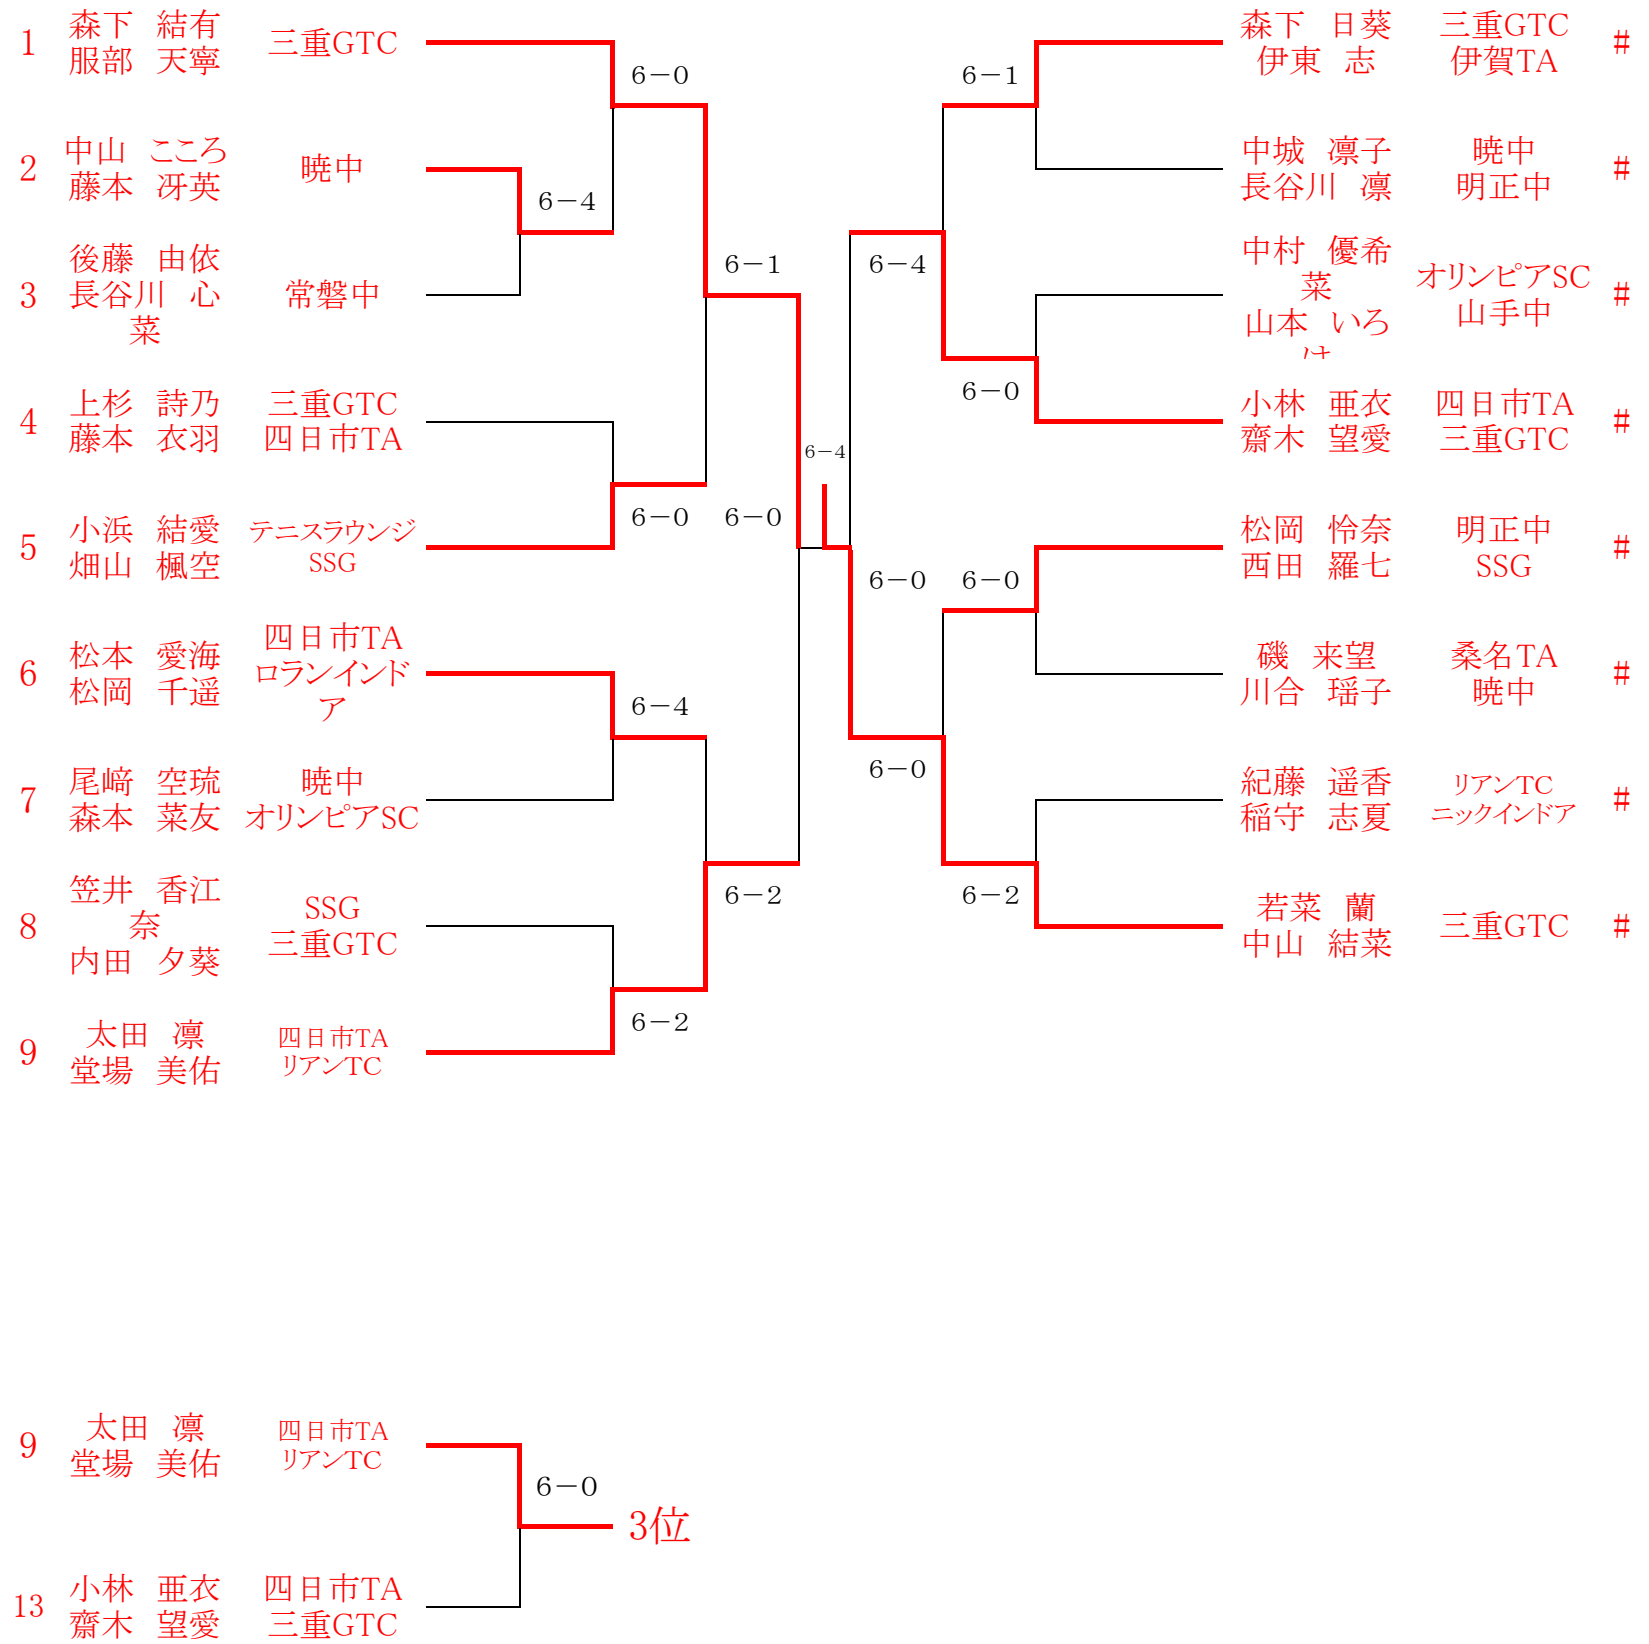 1
森下 結有
服部 天寧
三重GTC
2
中山 こころ
藤本 冴英
暁中
3
後藤 由依
長谷川 心
菜
常磐中
4
上杉 詩乃
藤本 衣羽
三重GTC
四日市TA
5
小浜 結愛
畑山 楓空
テニスラウンジ
SSG
6
松本 愛海
松岡 千遥
四日市TA
ロランインド
ア
7
尾﨑 空琉
森本 菜友
暁中
オリンピアSC
8
笠井 香江
奈
内田 夕葵
SSG
三重GTC
9
太田 凛
堂場 美佑
四日市TA
リアンTC
6-0
6-4
6-1
6-0
6-0
6-4
6-2
6-2
6-4
6-1
6-4
6-0
6-0
6-0
6-0
6-2
森下 日葵
伊東 志
三重GTC
伊賀TA
#
中城 凛子
長谷川 凛
暁中
明正中
#
中村 優希
菜
山本 いろ
は
オリンピアSC
山手中
#
小林 亜衣
齋木 望愛
四日市TA
三重GTC
#
松岡 怜奈
西田 羅七
明正中
SSG
#
磯 来望
川合 瑶子
桑名TA
暁中
#
紀藤 遥香
稲守 志夏
リアンTC
ニックインドア
#
若菜 蘭
中山 結菜
三重GTC
#
9
太田 凛
堂場 美佑
四日市TA
リアンTC
6-0
3位
13
小林 亜衣
齋木 望愛
四日市TA
三重GTC